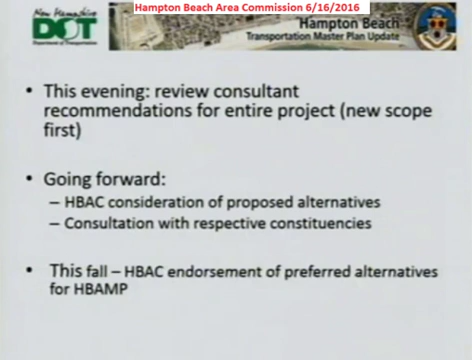 Hampton Beach Area Commission 6/16/2016
New Hampshire
DOT
Department of Transportation
Hampton Beach
Transportation Master Plan Update
• This evening: review consultant
recommendations for entire project (new scope
first)
• Going forward:
– HBAC consideration of proposed alternatives
– Consultation with respective constituencies
• This fall – HBAC endorsement of preferred alternatives
for HBAMP